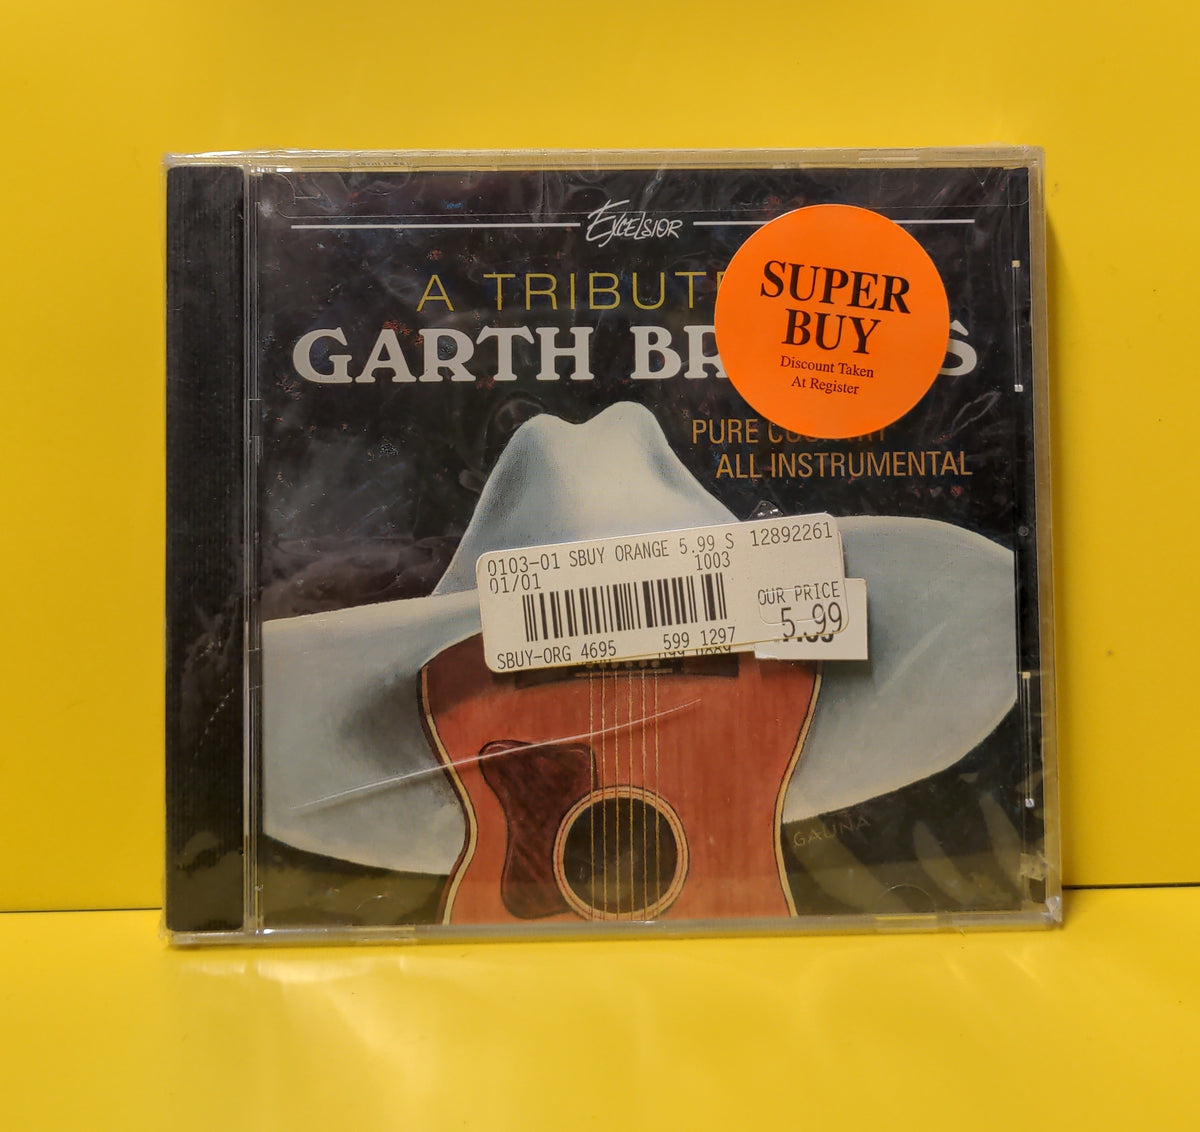 EXCELSIOR
A TRIBUTE
GARTH BR S
SUPER
BUY
Discount Taken
At Register
PURE
ALL INSTRUMENTAL
0103-01 SBUY ORANGE 5.99 S 12892261
01/01 1003
OUR PRICE
5.99
SBUY-ORG 4695 599 1297
GAUNA